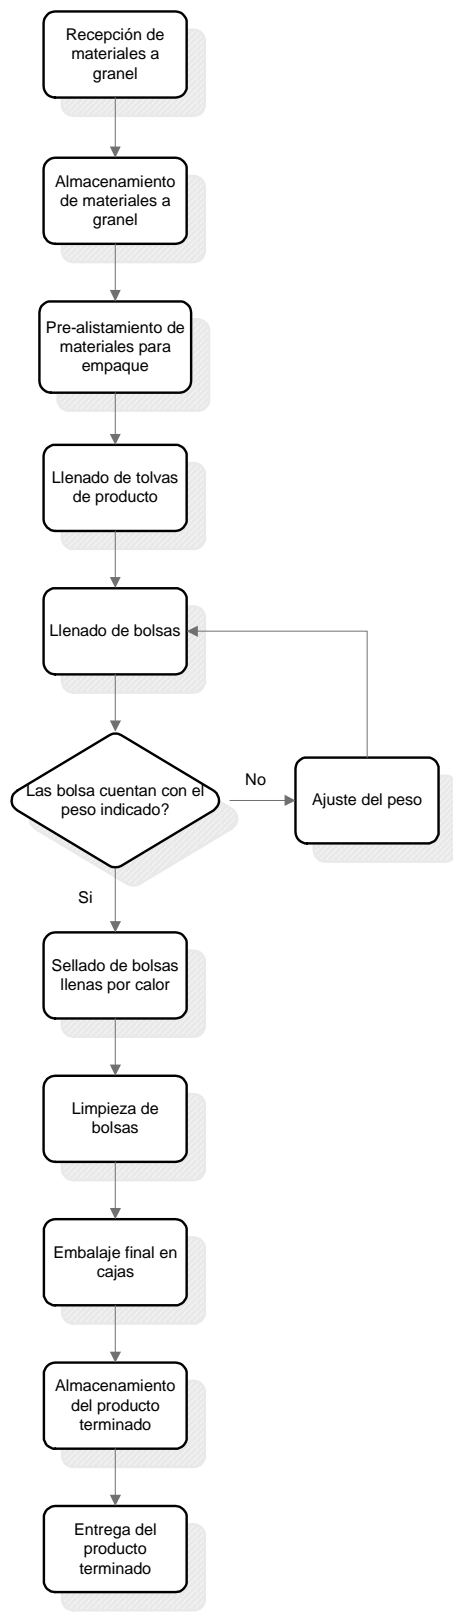 Recepción de
materiales a
granel
Almacenamiento
de materiales a
granel
Pre-alistamiento de
materiales para
empaque
Llenado de tolvas
de producto
Llenado de bolsas
Las bolsa cuentan con el
peso indicado?
No
Ajuste del peso
Si
Sellado de bolsas
llenas por calor
Limpieza de
bolsas
Embalaje final en
cajas
Almacenamiento
del producto
terminado
Entrega del
producto
terminado